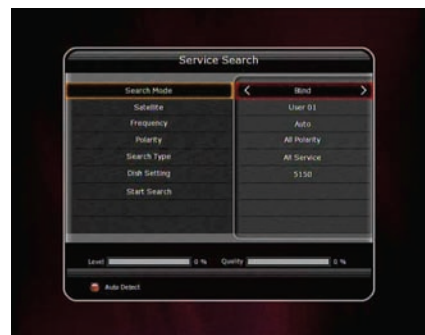 Service Search
Search Mode < Blind >
Satellite User 01
Frequency Auto
Polarity All Polarity
Search Type All Service
Dish Setting 5150
Start Search
Level 0 % Quality 0 %
Auto Detect